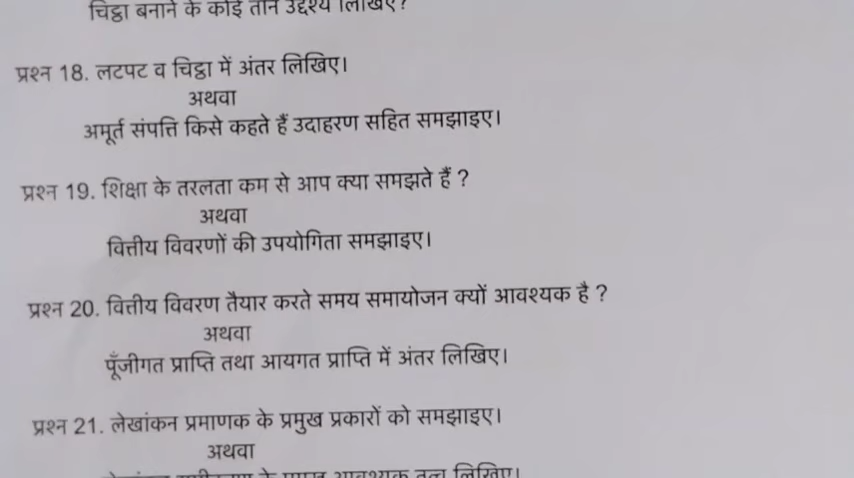 चिट्ठा बनाने के कोई तीन उद्देश्य लिखिए?
प्रश्न 18. लटपट व चिट्ठा में अंतर लिखिए।
अथवा
अमूर्त संपत्ति किसे कहते हैं उदाहरण सहित समझाइए।
प्रश्न 19. शिक्षा के तरलता कम से आप क्या समझते हैं ?
अथवा
वित्तीय विवरणों की उपयोगिता समझाइए।
प्रश्न 20. वित्तीय विवरण तैयार करते समय समायोजन क्यों आवश्यक है ?
अथवा
पूँजीगत प्राप्ति तथा आयगत प्राप्ति में अंतर लिखिए।
प्रश्न 21. लेखांकन प्रमाणक के प्रमुख प्रकारों को समझाइए।
अथवा
के प्रमुख आवश्यक तत्व लिखिए।